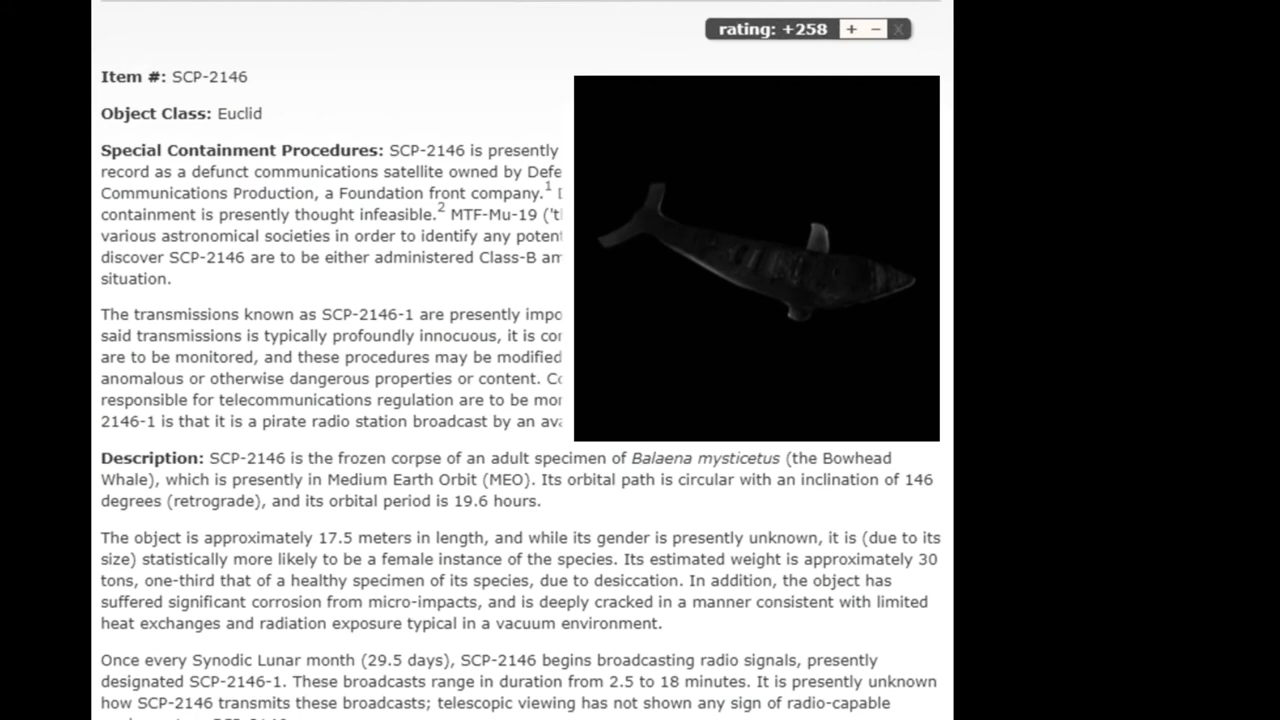 rating: +258 + − X
Item #: SCP-2146
Object Class: Euclid
Special Containment Procedures: SCP-2146 is presently
record as a defunct communications satellite owned by Defe
Communications Production, a Foundation front company.1
containment is presently thought infeasible.2 MTF-Mu-19 ('t
various astronomical societies in order to identify any poten
discover SCP-2146 are to be either administered Class-B am
situation.
The transmissions known as SCP-2146-1 are presently impo
said transmissions is typically profoundly innocuous, it is cor
are to be monitored, and these procedures may be modified
anomalous or otherwise dangerous properties or content. Co
responsible for telecommunications regulation are to be mor
2146-1 is that it is a pirate radio station broadcast by an ava
Description: SCP-2146 is the frozen corpse of an adult specimen of Balaena mysticetus (the Bowhead
Whale), which is presently in Medium Earth Orbit (MEO). Its orbital path is circular with an inclination of 146
degrees (retrograde), and its orbital period is 19.6 hours.
The object is approximately 17.5 meters in length, and while its gender is presently unknown, it is (due to its
size) statistically more likely to be a female instance of the species. Its estimated weight is approximately 30
tons, one-third that of a healthy specimen of its species, due to desiccation. In addition, the object has
suffered significant corrosion from micro-impacts, and is deeply cracked in a manner consistent with limited
heat exchanges and radiation exposure typical in a vacuum environment.
Once every Synodic Lunar month (29.5 days), SCP-2146 begins broadcasting radio signals, presently
designated SCP-2146-1. These broadcasts range in duration from 2.5 to 18 minutes. It is presently unknown
how SCP-2146 transmits these broadcasts; telescopic viewing has not shown any sign of radio-capable